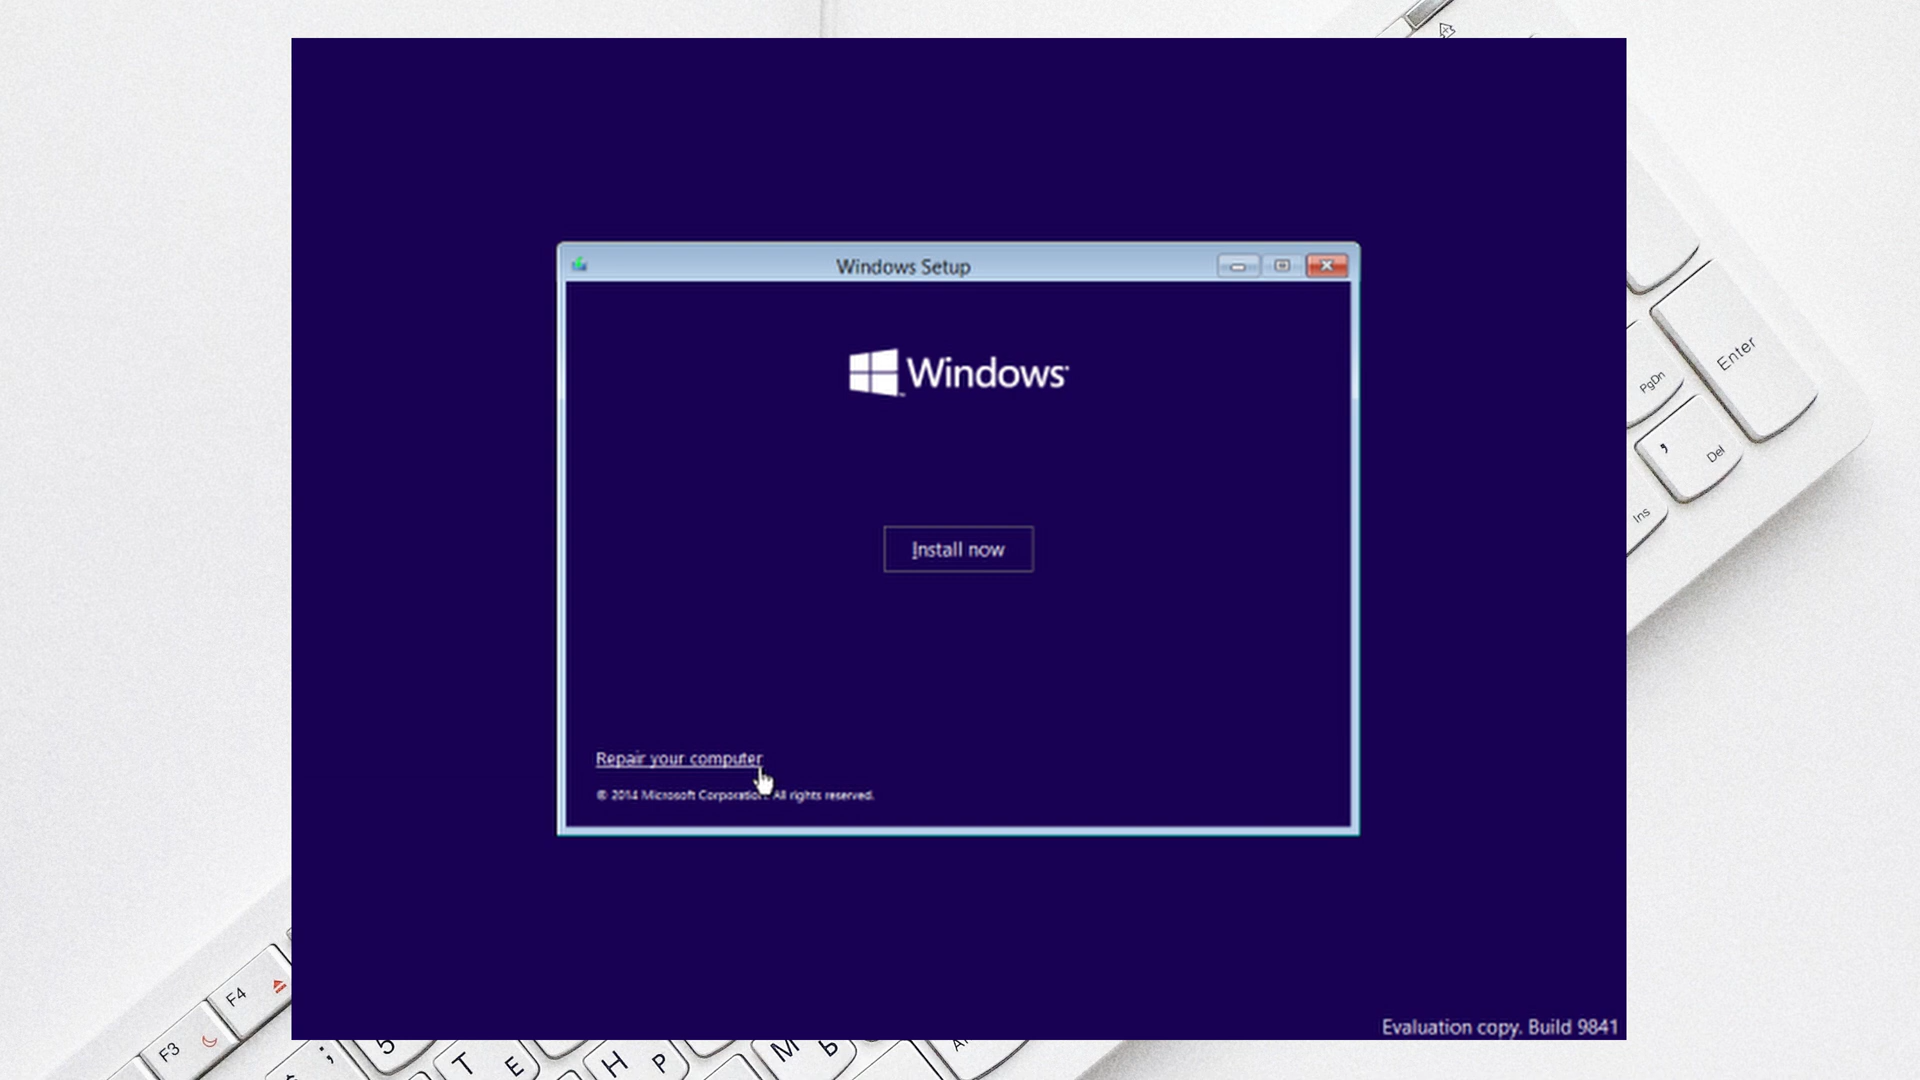 Windows Setup
Windows
Install now
Repair your computer
© 2014 Microsoft Corporation. All rights reserved.
Evaluation copy. Build 9841
Enter
PgDn
,
Del
Ins
F4
F3
;
5
T
E
H
P
M
Ь